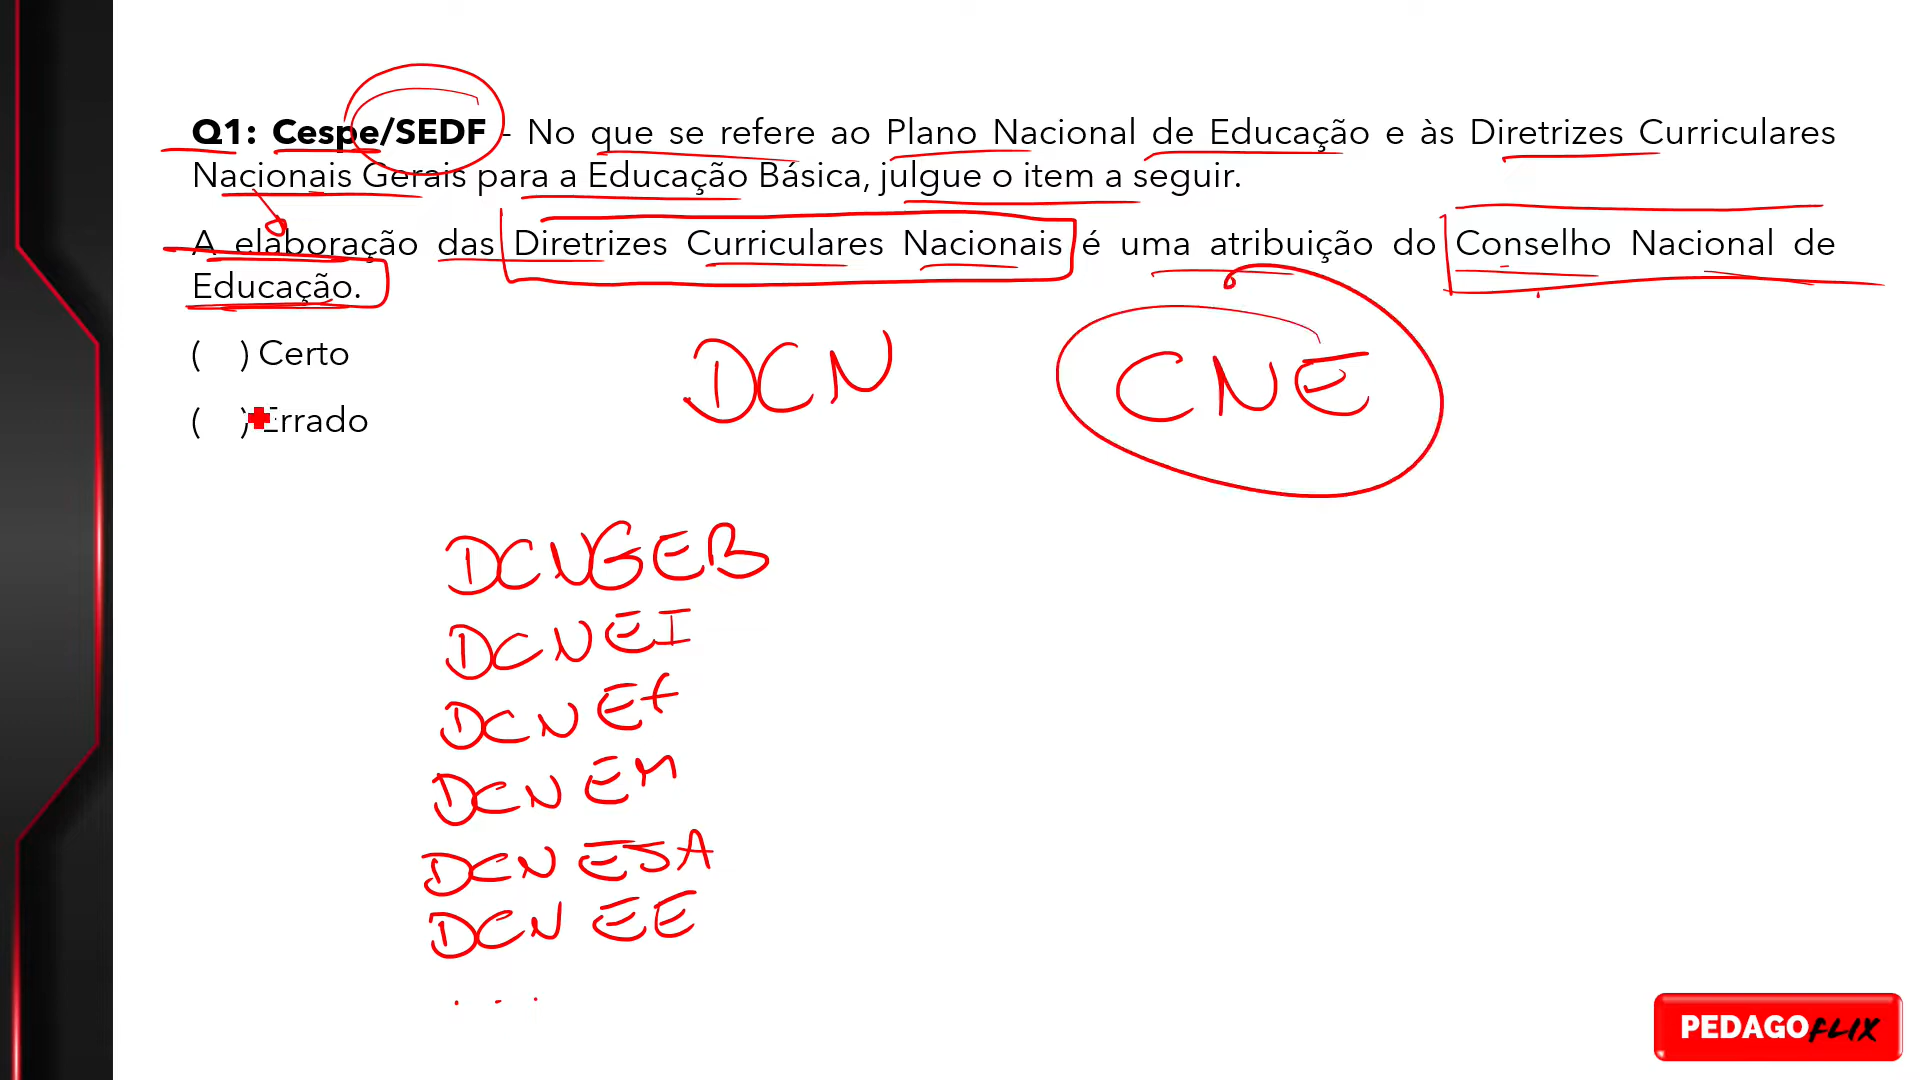 Q1: Cespe/SEDF - No que se refere ao Plano Nacional de Educação e às Diretrizes Curriculares
Nacionais Gerais para a Educação Básica, julgue o item a seguir.
A elaboração das Diretrizes Curriculares Nacionais é uma atribuição do Conselho Nacional de
Educação.
( ) Certo
( ) Errado
DCN
CNE
DCNGEB
DCNEI
DCNEf
DCNEM
DCNEJA
DCNEE
. . .
PEDAGOFLIX